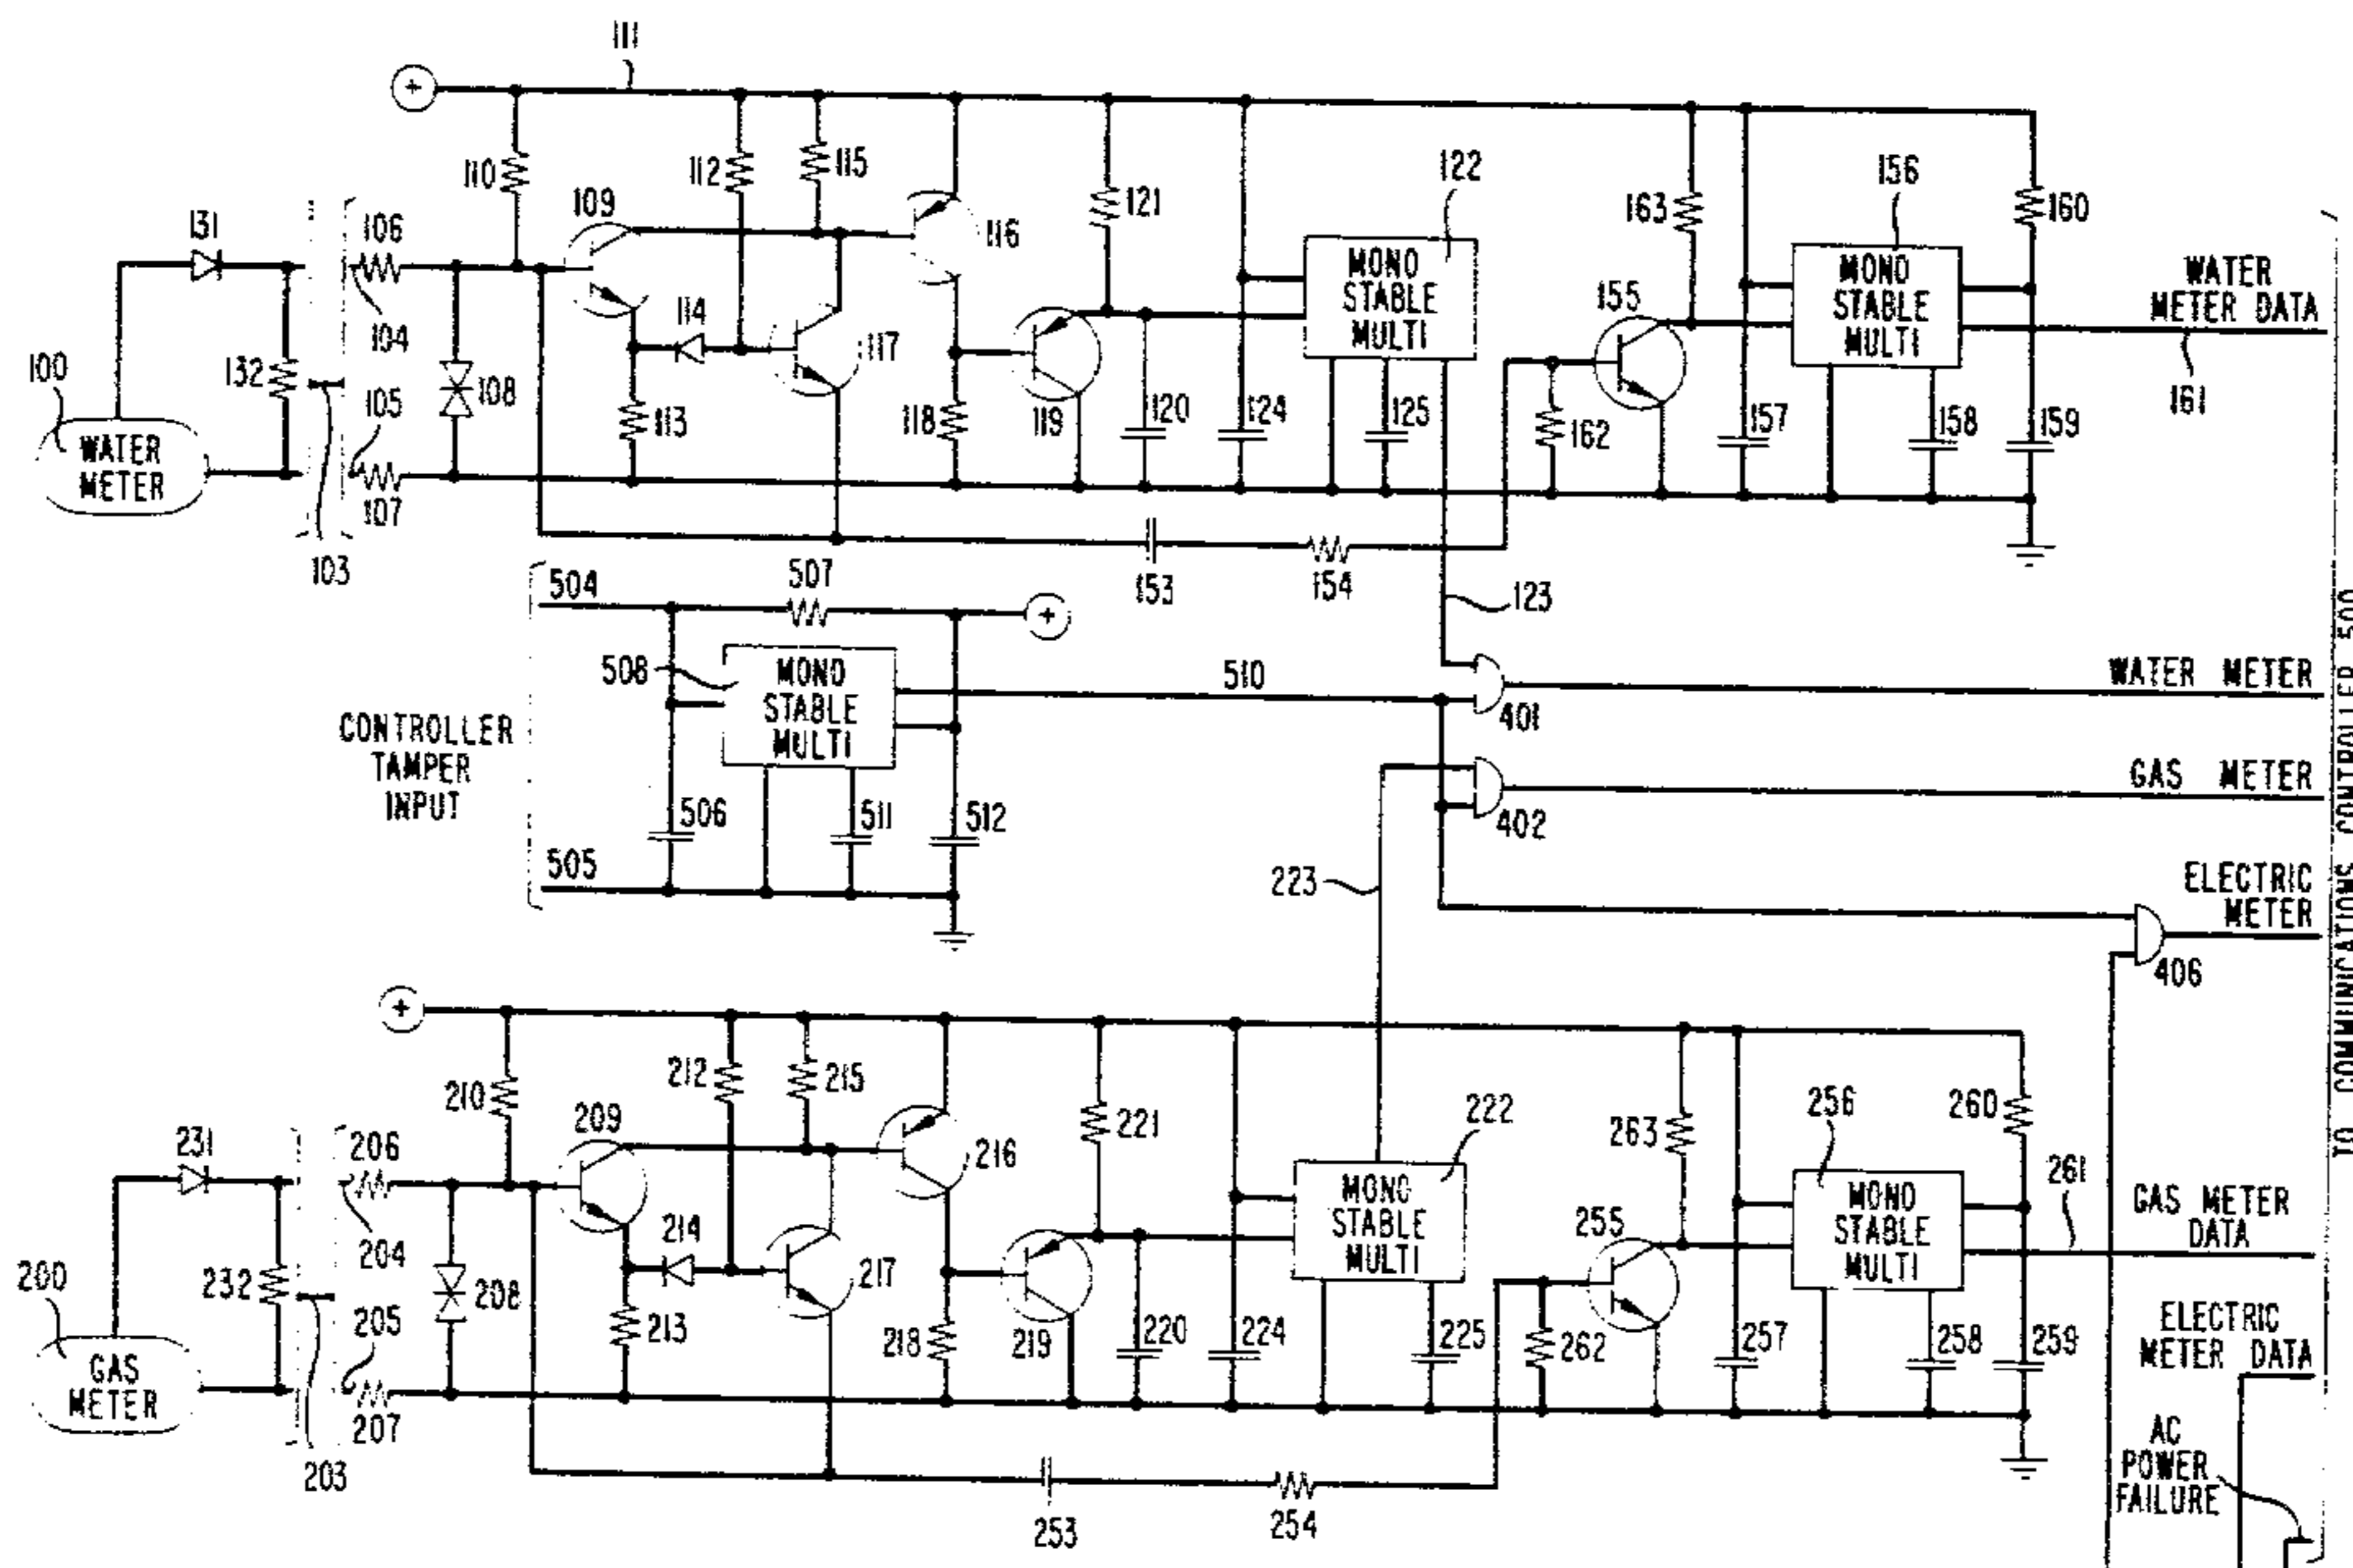 111
+
110
112
115
122
109
121
163
156
160
131
106
116
MONO
STABLE
MULTI
MONO
STABLE
MULTI
WATER
METER DATA
155
104
114
117
100
132
105
108
113
118
119
120
124
125
162
157
158
159
161
WATER
METER
107
103
153
154
123
504
507
+
508
MONO
STABLE
MULTI
510
WATER METER
401
CONTROLLER
TAMPER
INPUT
GAS METER
402
506
511
512
505
223
ELECTRIC
METER
406
TO COMMUNICATIONS CONTROLLER 500
+
210
212
215
209
216
221
222
263
256
260
261
231
206
MONO
STABLE
MULTI
MONO
STABLE
MULTI
GAS METER
DATA
255
204
214
217
200
232
205
208
213
218
219
220
224
225
262
257
258
259
GAS
METER
207
203
253
254
ELECTRIC
METER DATA
AC
POWER
FAILURE